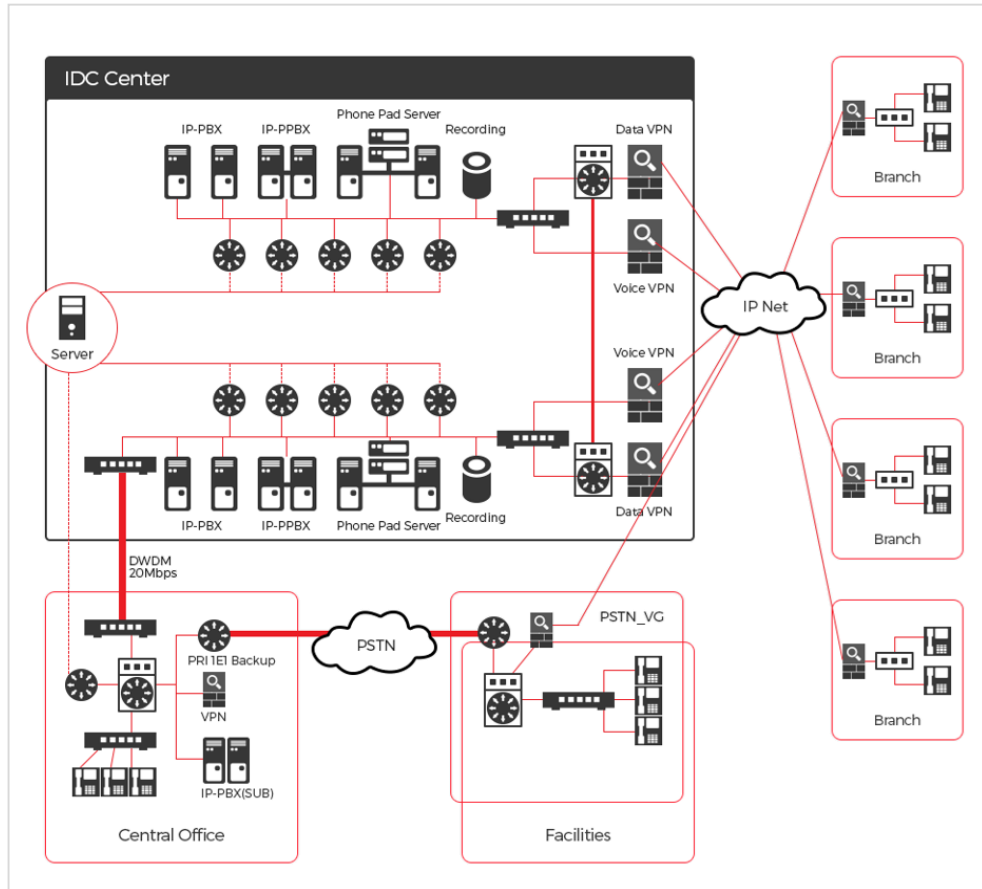 IDC Center
Phone Pad Server
IP-PBX
IP-PPBX
Recording
Data VPN
Voice VPN
Server
Voice VPN
IP-PBX
IP-PPBX
Phone Pad Server
Recording
Data VPN
IP Net
Branch
Branch
Branch
Branch
DWDM
20Mbps
PRI 1E1 Backup
VPN
IP-PBX(SUB)
Central Office
PSTN
PSTN_VG
Facilities